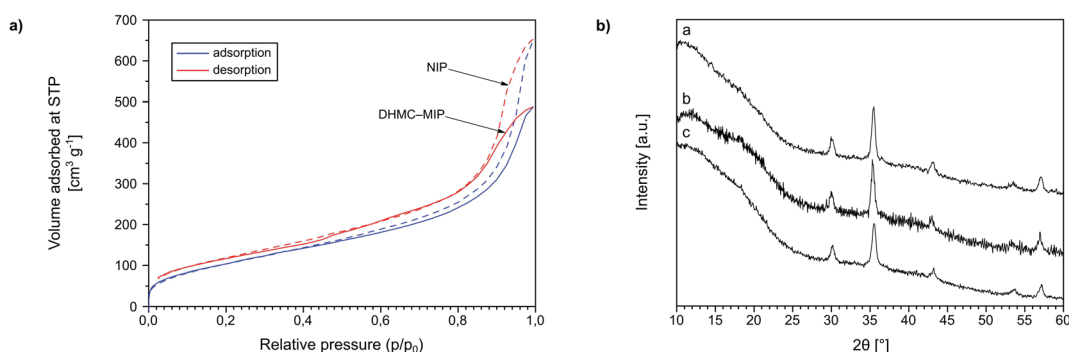 a)
Volume adsorbed at STP
[cm³ g⁻¹]
700
600
500
400
300
200
100
0
adsorption
desorption
NIP
DHMC–MIP
0,0
0,2
0,4
0,6
0,8
1,0
Relative pressure (p/p₀)
b)
Intensity [a.u.]
a
b
c
10
15
20
25
30
35
40
45
50
55
60
2θ [°]